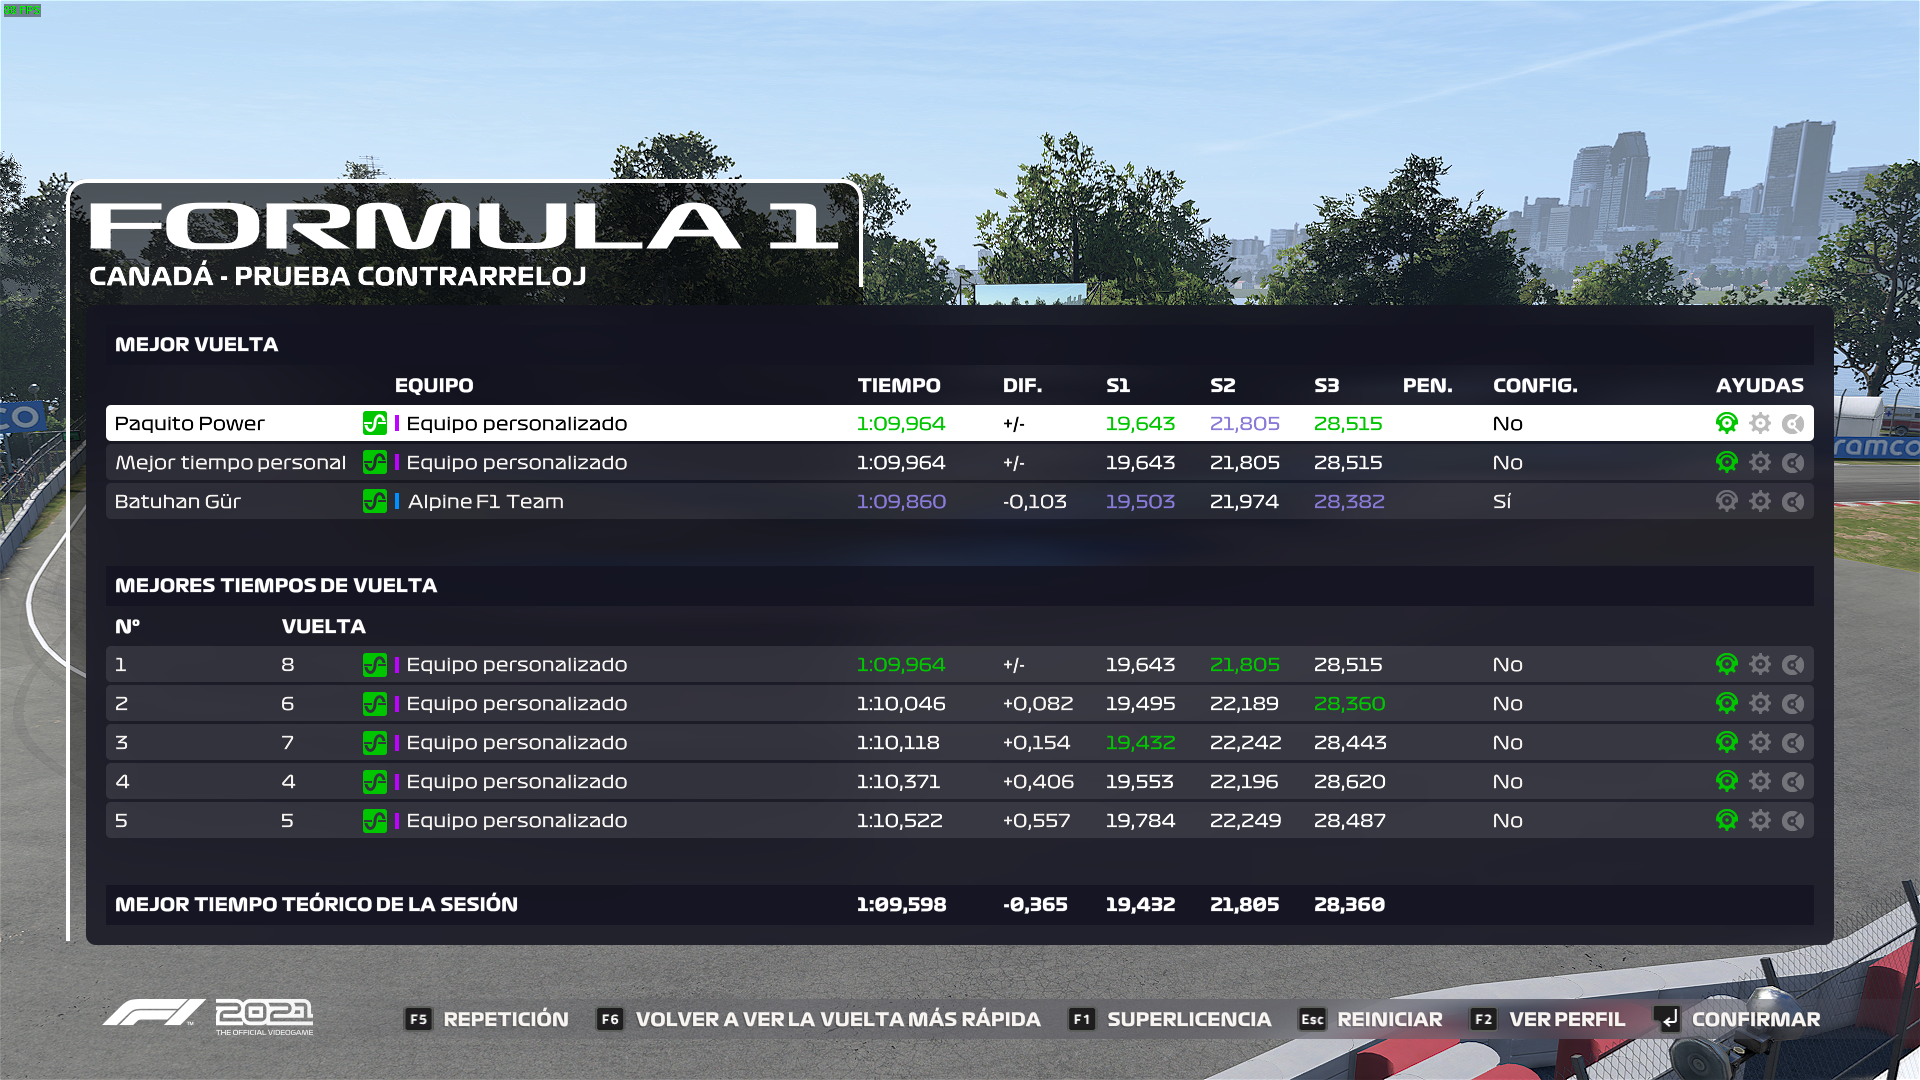 FORMULA 1
CANADÁ - PRUEBA CONTRARRELOJ
MEJOR VUELTA
EQUIPO TIEMPO DIF. S1 S2 S3 PEN. CONFIG. AYUDAS
Paquito Power Equipo personalizado 1:09,964 +/- 19,643 21,805 28,515 No
Mejor tiempo personal Equipo personalizado 1:09,964 +/- 19,643 21,805 28,515 No
Batuhan Gür Alpine F1 Team 1:09,860 -0,103 19,503 21,974 28,382 Sí
MEJORES TIEMPOS DE VUELTA
Nº VUELTA
1 8 Equipo personalizado 1:09,964 +/- 19,643 21,805 28,515 No
2 6 Equipo personalizado 1:10,046 +0,082 19,495 22,189 28,360 No
3 7 Equipo personalizado 1:10,118 +0,154 19,432 22,242 28,443 No
4 4 Equipo personalizado 1:10,371 +0,406 19,553 22,196 28,620 No
5 5 Equipo personalizado 1:10,522 +0,557 19,784 22,249 28,487 No
MEJOR TIEMPO TEÓRICO DE LA SESIÓN 1:09,598 -0,365 19,432 21,805 28,360
F1 2021
THE OFFICIAL VIDEOGAME
F5 REPETICIÓN F6 VOLVER A VER LA VUELTA MÁS RÁPIDA F1 SUPERLICENCIA Esc REINICIAR F2 VER PERFIL CONFIRMAR